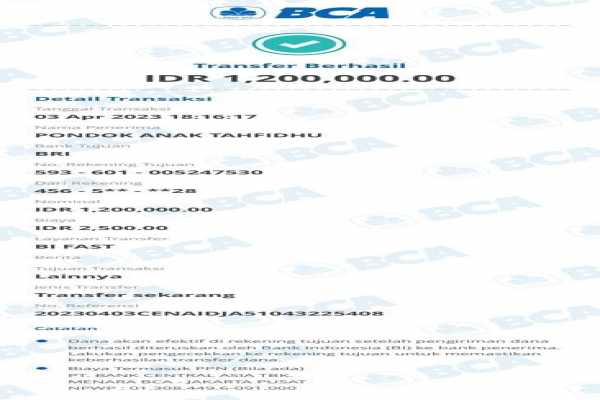 BCA
Transfer Berhasil
IDR 1,200,000.00
Detail Transaksi
Tanggal Transaksi
03 Apr 2023 18:16:17
Nama Penerima
PONDOK ANAK TAHFIDHU
Bank Tujuan
BRI
No. Rekening Tujuan
593 - 601 - 005247530
Dari Rekening
456 - 5** - **28
Nominal
IDR 1,200,000.00
Biaya
IDR 2,500.00
Layanan Transfer
BI FAST
Berita
Tujuan Transaksi
Lainnya
Jenis Transfer
Transfer sekarang
No. Referensi
20230403CENAIDJA51043225408
Catatan
Dana akan efektif di rekening tujuan setelah pengiriman dana
berhasil diteruskan oleh Bank Indonesia (BI) ke bank penerima.
Lakukan pengecekkan ke rekening tujuan untuk memastikan
keberhasilan transfer dana.
Biaya Termasuk PPN (Bila ada)
PT. BANK CENTRAL ASIA TBK.
MENARA BCA - JAKARTA PUSAT
NPWP : 01.308.449.6-091.000